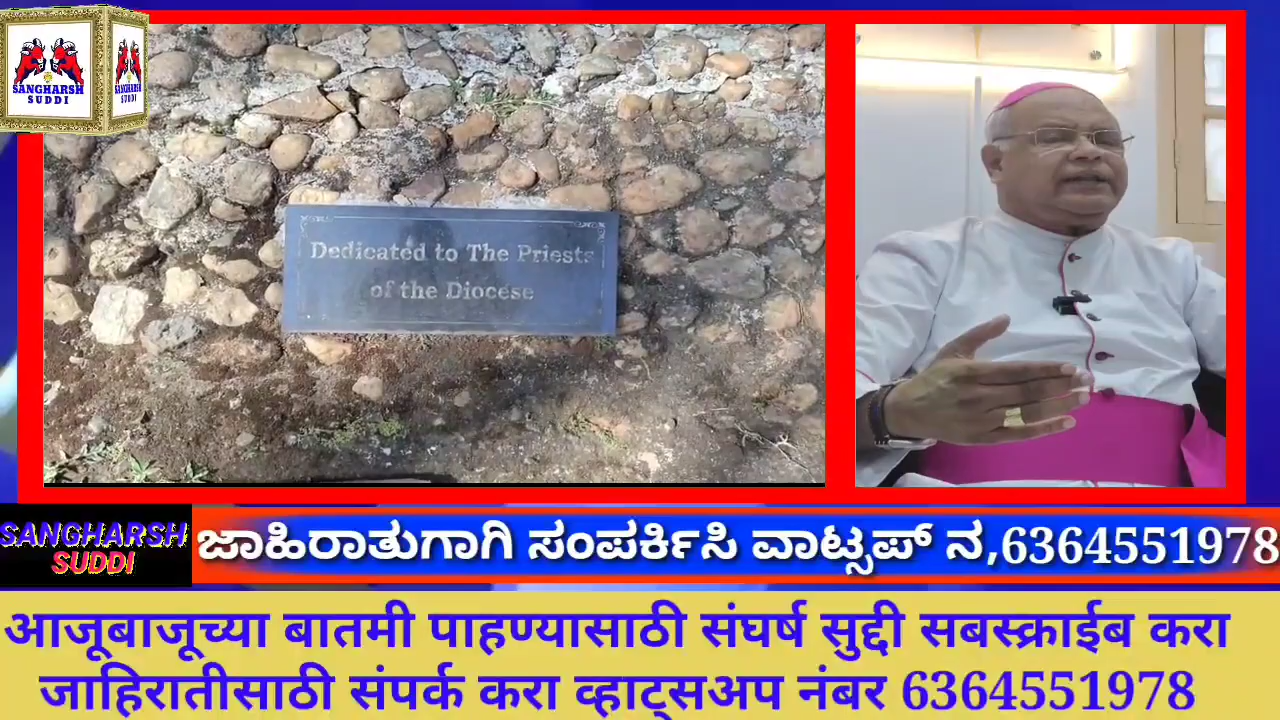 SANGHARSH
SUDDI
SANGHARSH
SUDDI
Dedicated to The Priests
of the Diocese
SANGHARSH
SUDDI
ಜಾಹಿರಾತುಗಾಗಿ ಸಂಪರ್ಕಿಸಿ ವಾಟ್ಸಪ್ ನ,6364551978
आजूबाजूच्या बातमी पाहण्यासाठी संघर्ष सुद्दी सबस्क्राईब करा
जाहिरातीसाठी संपर्क करा व्हाट्सअप नंबर 6364551978